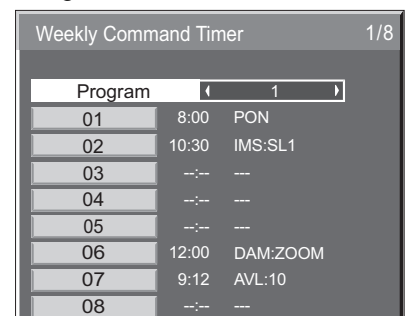 Weekly Command Timer 1/8
Program 1
01 8:00 PON
02 10:30 IMS:SL1
03 --:-- ---
04 --:-- ---
05 --:-- ---
06 12:00 DAM:ZOOM
07 9:12 AVL:10
08 --:-- ---